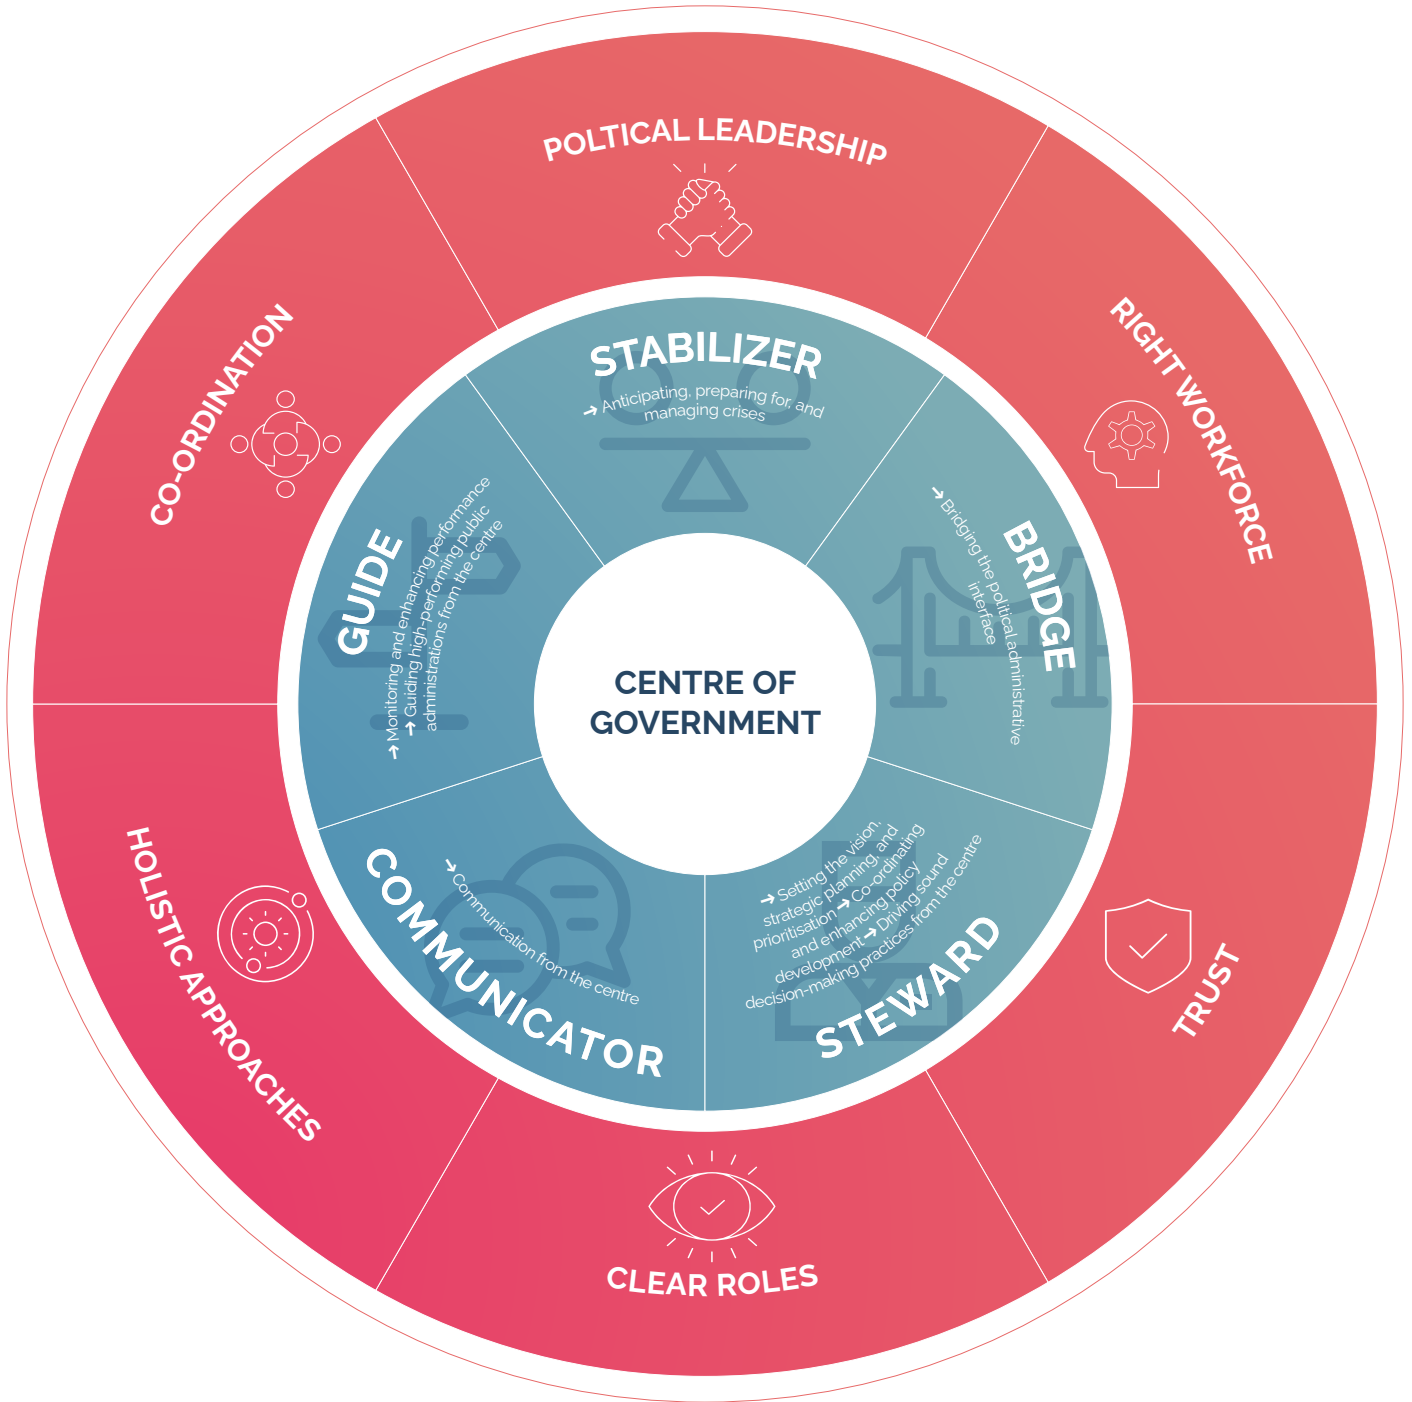 POLTICAL LEADERSHIP
RIGHT WORKFORCE
TRUST
CLEAR ROLES
HOLISTIC APPROACHES
CO-ORDINATION
STABILIZER
➔ Anticipating, preparing for, and
managing crises
BRIDGE
➔ Bridging the political administrative
interface
STEWARD
➔ Setting the vision,
strategic planning, and
prioritisation ➔ Co-ordinating
and enhancing policy
development ➔ Driving sound
decision-making practices from the centre
COMMUNICATOR
➔ Communication from the centre
GUIDE
➔ Monitoring and enhancing performance
➔ Guiding high-performing public
administrations from the centre
CENTRE OF
GOVERNMENT